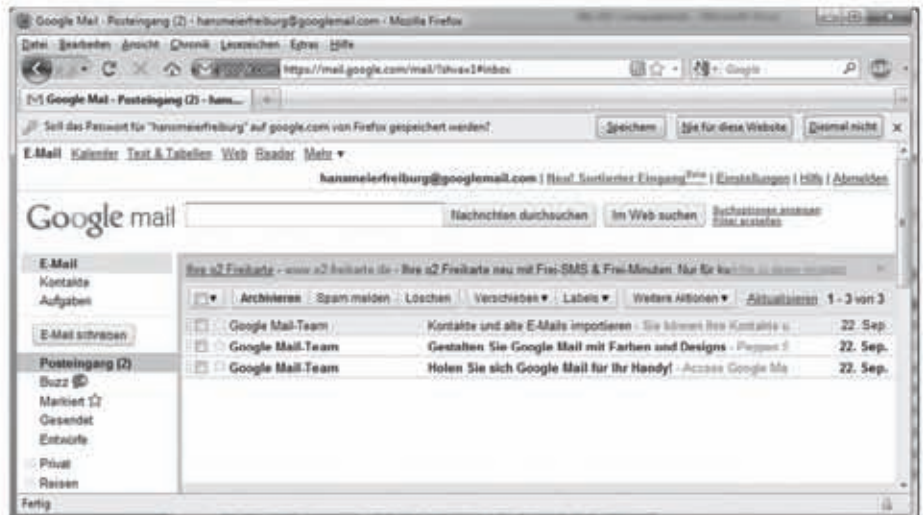 Google Mail - Posteingang (2) - hansmeierfreiburg@googlemail.com - Mozilla Firefox
Datei Bearbeiten Ansicht Chronik Lesezeichen Extras Hilfe
https://mail.google.com/mail/?shva=1#inbox Google
Google Mail - Posteingang (2) - hans...
Soll das Passwort für "hansmeierfreiburg" auf google.com von Firefox gespeichert werden? Speichern Nie für diese Website Diesmal nicht
E-Mail Kalender Text & Tabellen Web Reader Mehr ▼
hansmeierfreiburg@googlemail.com | Neu! Sortierter Eingang Beta | Einstellungen | Hilfe | Abmelden
Google mail Nachrichten durchsuchen Im Web suchen Suchoptionen anzeigen
Filter erstellen
E-Mail
Kontakte
Aufgaben
E-Mail schreiben
Posteingang (2)
Buzz
Markiert
Gesendet
Entwürfe
Privat
Reisen
Ihre o2 Freikarte - www.o2-freikarte.de - Ihre o2 Freikarte neu mit Frei-SMS & Frei-Minuten. Nur für
Archivieren Spam melden Löschen Verschieben ▼ Labels ▼ Weitere Aktionen ▼ Aktualisieren 1 - 3 von 3
Google Mail-Team Kontakte und alte E-Mails importieren - Sie können Ihre Kontakte u 22. Sep.
Google Mail-Team Gestalten Sie Google Mail mit Farben und Designs - 22. Sep.
Google Mail-Team Holen Sie sich Google Mail für Ihr Handy! - Access Google Ma 22. Sep.
Fertig